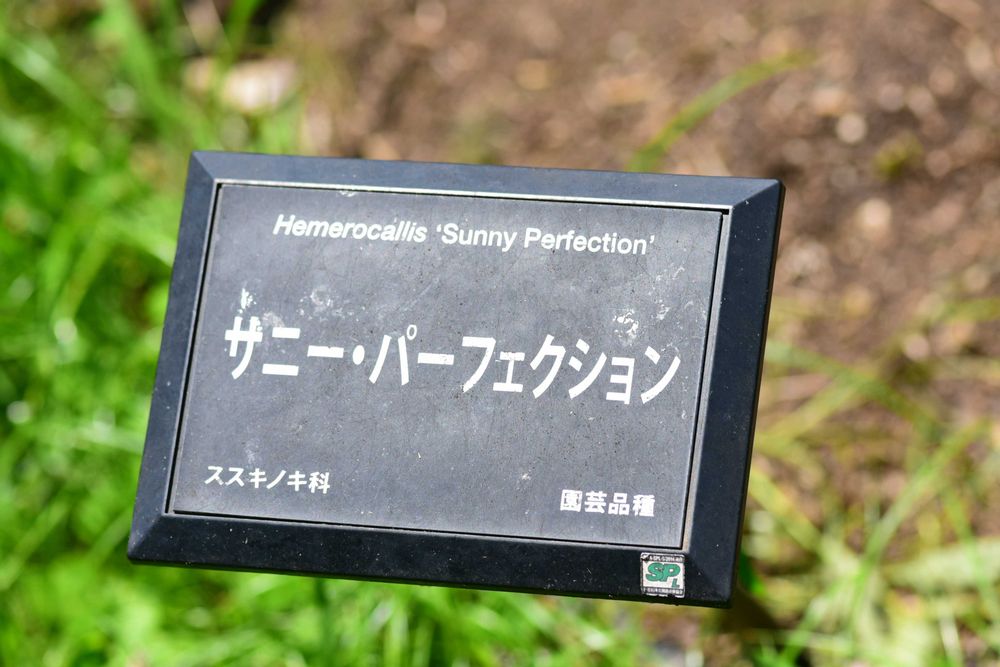 Hemerocallis ‘Sunny Perfection’
サニー・パーフェクション
ススキノキ科
園芸品種
SPL